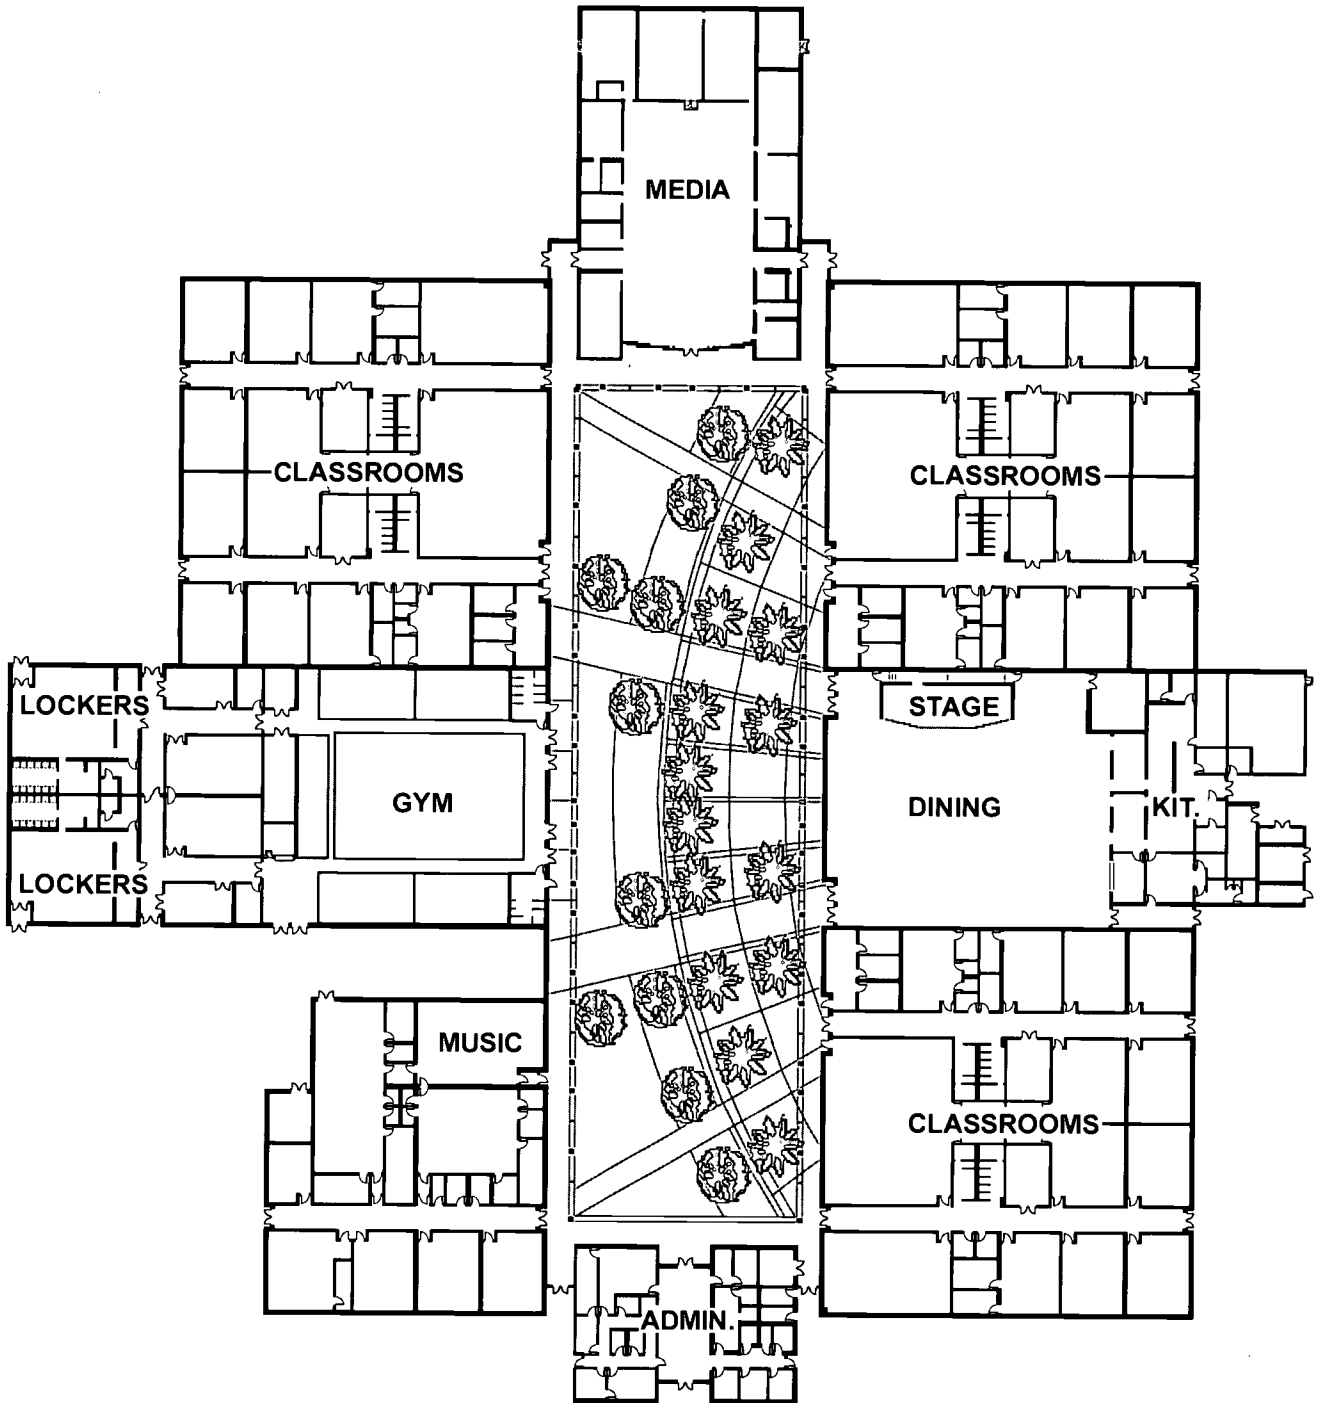 MEDIA
CLASSROOMS
CLASSROOMS
LOCKERS
STAGE
GYM
DINING
KIT.
LOCKERS
MUSIC
CLASSROOMS
ADMIN.